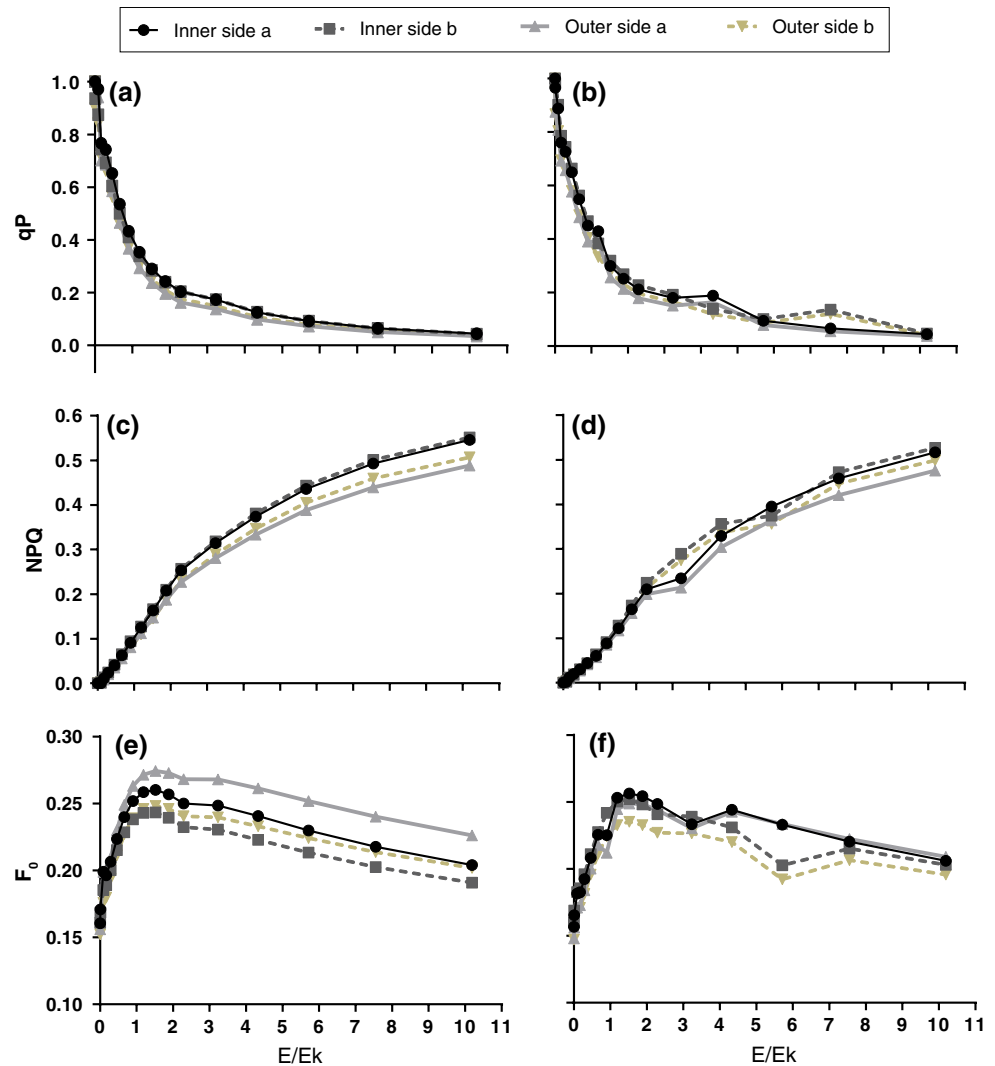 Inner side a Inner side b Outer side a Outer side b
(a) (b)
1.0
0.8
0.6
0.4
0.2
0.0
qP
(c) (d)
0.6
0.5
0.4
0.3
0.2
0.1
0.0
NPQ
(e) (f)
0.30
0.25
0.20
0.15
0.10
F0
0 1 2 3 4 5 6 7 8 9 10 11
0 1 2 3 4 5 6 7 8 9 10 11
E/Ek E/Ek